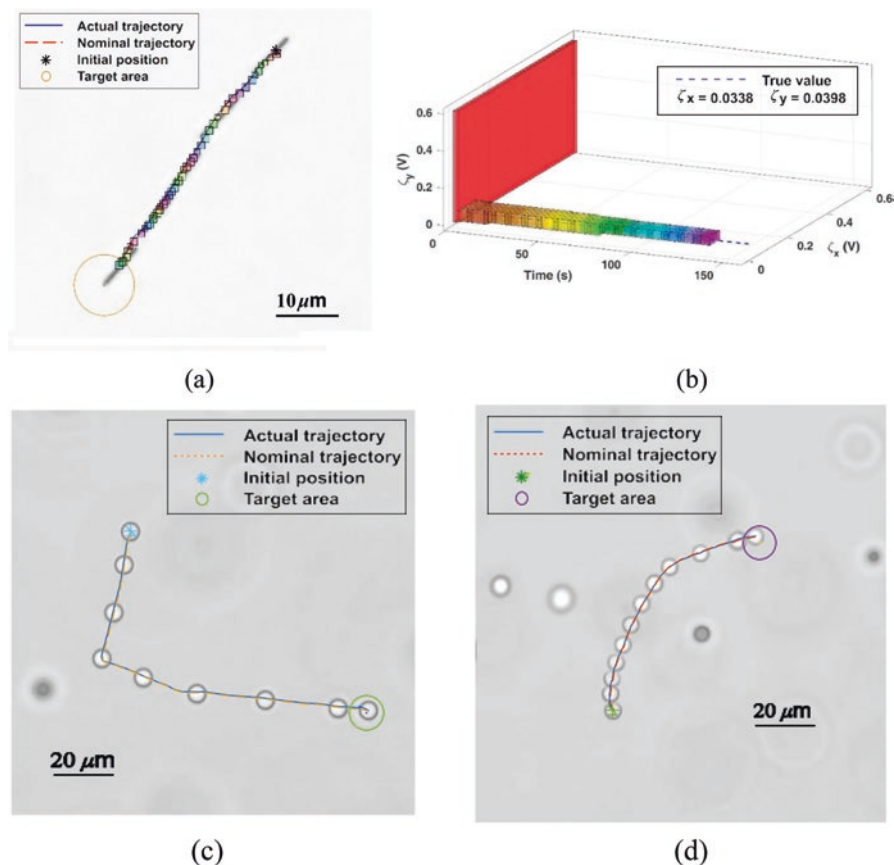 Actual trajectory
Nominal trajectory
Initial position
Target area
10 μm
(a)
True value
ζx = 0.0338 ζy = 0.0398
0.6
0.4
0.2
0
ζy (V)
0
50
100
150
Time (s)
0
0.2
0.4
0.6
ζx (V)
(b)
Actual trajectory
Nominal trajectory
Initial position
Target area
20 μm
(c)
Actual trajectory
Nominal trajectory
Initial position
Target area
20 μm
(d)